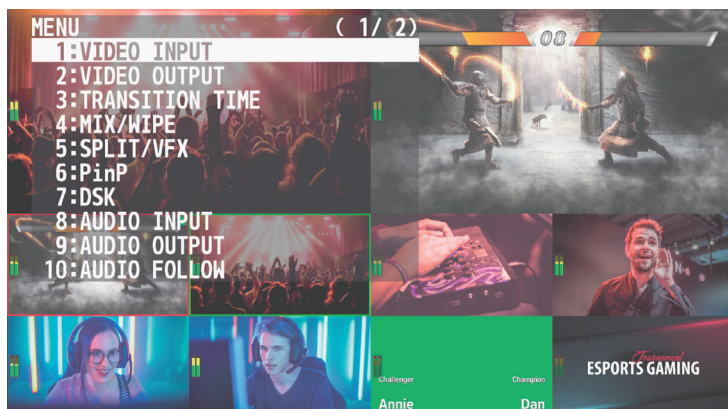 MENU ( 1/ 2)
1:VIDEO INPUT
2:VIDEO OUTPUT
3:TRANSITION TIME
4:MIX/WIPE
5:SPLIT/VFX
6:PinP
7:DSK
8:AUDIO INPUT
9:AUDIO OUTPUT
10:AUDIO FOLLOW
08
Challenger Champion
Annie Dan
Tournament
ESPORTS GAMING